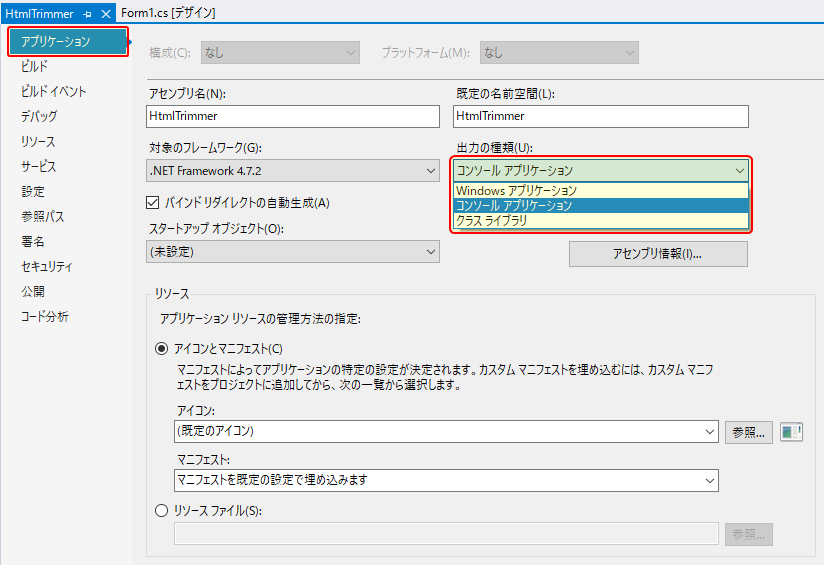 HtmlTrimmer
Form1.cs [デザイン]
アプリケーション
ビルド
ビルド イベント
デバッグ
リソース
サービス
設定
参照パス
署名
セキュリティ
公開
コード分析
構成(C): なし プラットフォーム(M): なし
アセンブリ名(N): 既定の名前空間(L):
HtmlTrimmer HtmlTrimmer
対象のフレームワーク(G): 出力の種類(U):
.NET Framework 4.7.2 コンソール アプリケーション
Windows アプリケーション
コンソール アプリケーション
クラス ライブラリ
バインド リダイレクトの自動生成(A)
スタートアップ オブジェクト(O):
(未設定) アセンブリ情報(I)...
リソース
アプリケーション リソースの管理方法の指定:
アイコンとマニフェスト(C)
マニフェストによってアプリケーションの特定の設定が決定されます。カスタム マニフェストを埋め込むには、カスタム マニフ
ェストをプロジェクトに追加してから、次の一覧から選択します。
アイコン:
(既定のアイコン) 参照...
マニフェスト:
マニフェストを既定の設定で埋め込みます
リソース ファイル(S):
参照...